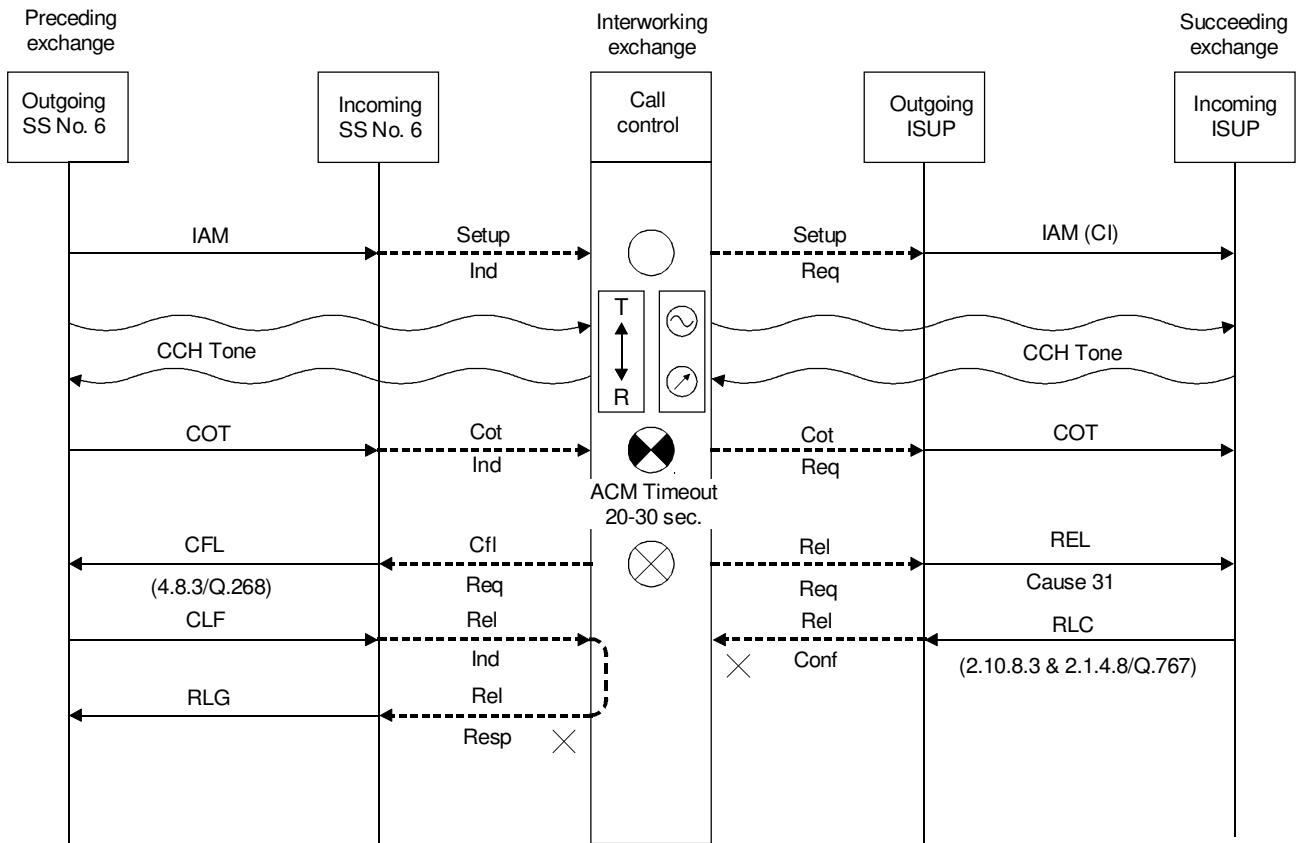 Preceding
exchange
Interworking
exchange
Succeeding
exchange
Outgoing
SS No. 6
Incoming
SS No. 6
Call
control
Outgoing
ISUP
Incoming
ISUP
IAM
Setup
Ind
Setup
Req
IAM (CI)
T
R
CCH Tone
CCH Tone
COT
Cot
Ind
Cot
Req
COT
ACM Timeout
20-30 sec.
CFL
(4.8.3/Q.268)
Cfl
Req
Rel
Req
REL
Cause 31
CLF
Rel
Ind
Rel
Conf
RLC
(2.10.8.3 & 2.1.4.8/Q.767)
RLG
Rel
Resp